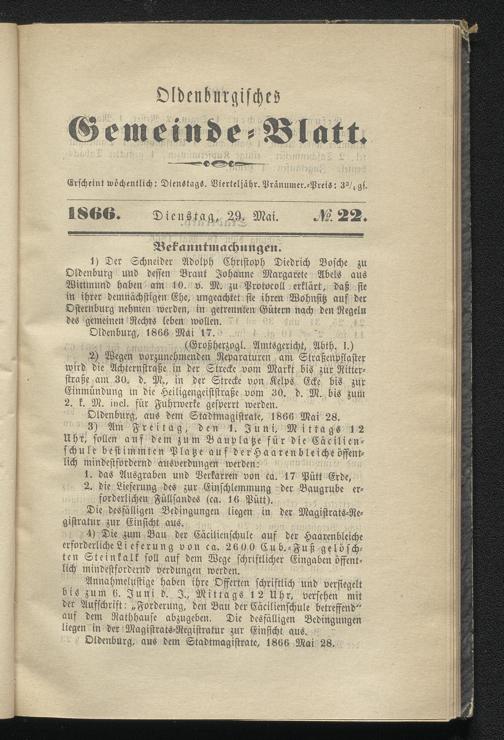 Oldenburgisches
Gemeinde-Blatt.
Erscheint wöchentlich: Dienstags. Vierteljähr. Pränumer.-Preis: 3¾ gſ.
1866. Dienstag, 29. Mai. № 22.
Bekanntmachungen.
1) Der Schneider Adolph Christoph Diedrich Bosche zu
Oldenburg und dessen Braut Johanne Margarete Abels aus
Wittmund haben am 10. v. M. zu Protocoll erklärt, daß sie
in ihrer demnächstigen Ehe, ungeachtet sie ihren Wohnsitz auf der
Osternburg nehmen werden, in getrennten Gütern nach den Regeln
des gemeinen Rechts leben wollen.
Oldenburg, 1866 Mai 17.
(Großherzogl. Amtsgericht, Abth. I.)
2) Wegen vorzunehmenden Reparaturen am Straßenpflaster
wird die Achternstraße in der Strecke vom Markt bis zur Ritter-
straße am 30. d. M., in der Strecke von Kelps Ecke bis zur
Einmündung in die Heiligengeiststraße vom 30. d. M. bis zum
2. k. M. incl. für Fuhrwerke gesperrt werden.
Oldenburg, aus dem Stadtmagistrate, 1866 Mai 28.
3) Am Freitag, den 1. Juni, Mittags 12
Uhr, sollen auf dem zum Bauplatze für die Cäcilien-
schule bestimmten Platze auf der Haarenbleiche öffent-
lich mindestfordernd ausverdungen werden:
1. das Ausgraben und Verkarren von ca. 17 Pütt Erde,
2. die Lieferung des zur Einschlemmung der Baugrube er-
forderlichen Füllsandes (ca. 16 Pütt).
Die desfälligen Bedingungen liegen in der Magistrats-Re-
gistratur zur Einsicht aus.
4) Die zum Bau der Cäcilienschule auf der Haarenbleiche
erforderliche Lieferung von ca. 2600 Cub.-Fuß gelösch-
ten Steinkalk soll auf dem Wege schriftlicher Eingaben öffent-
lich mindestfordernd verdungen werden.
Annahmelustige haben ihre Offerten schriftlich und versiegelt
bis zum 6. Juni d. J., Mittags 12 Uhr, versehen mit
der Aufschrift: „Forderung, den Bau der Cäcilienschule betreffend"
auf dem Rathhause abzugeben. Die desfälligen Bedingungen
liegen in der Magistrats-Registratur zur Einsicht aus.
Oldenburg, aus dem Stadtmagistrate, 1866 Mai 28.